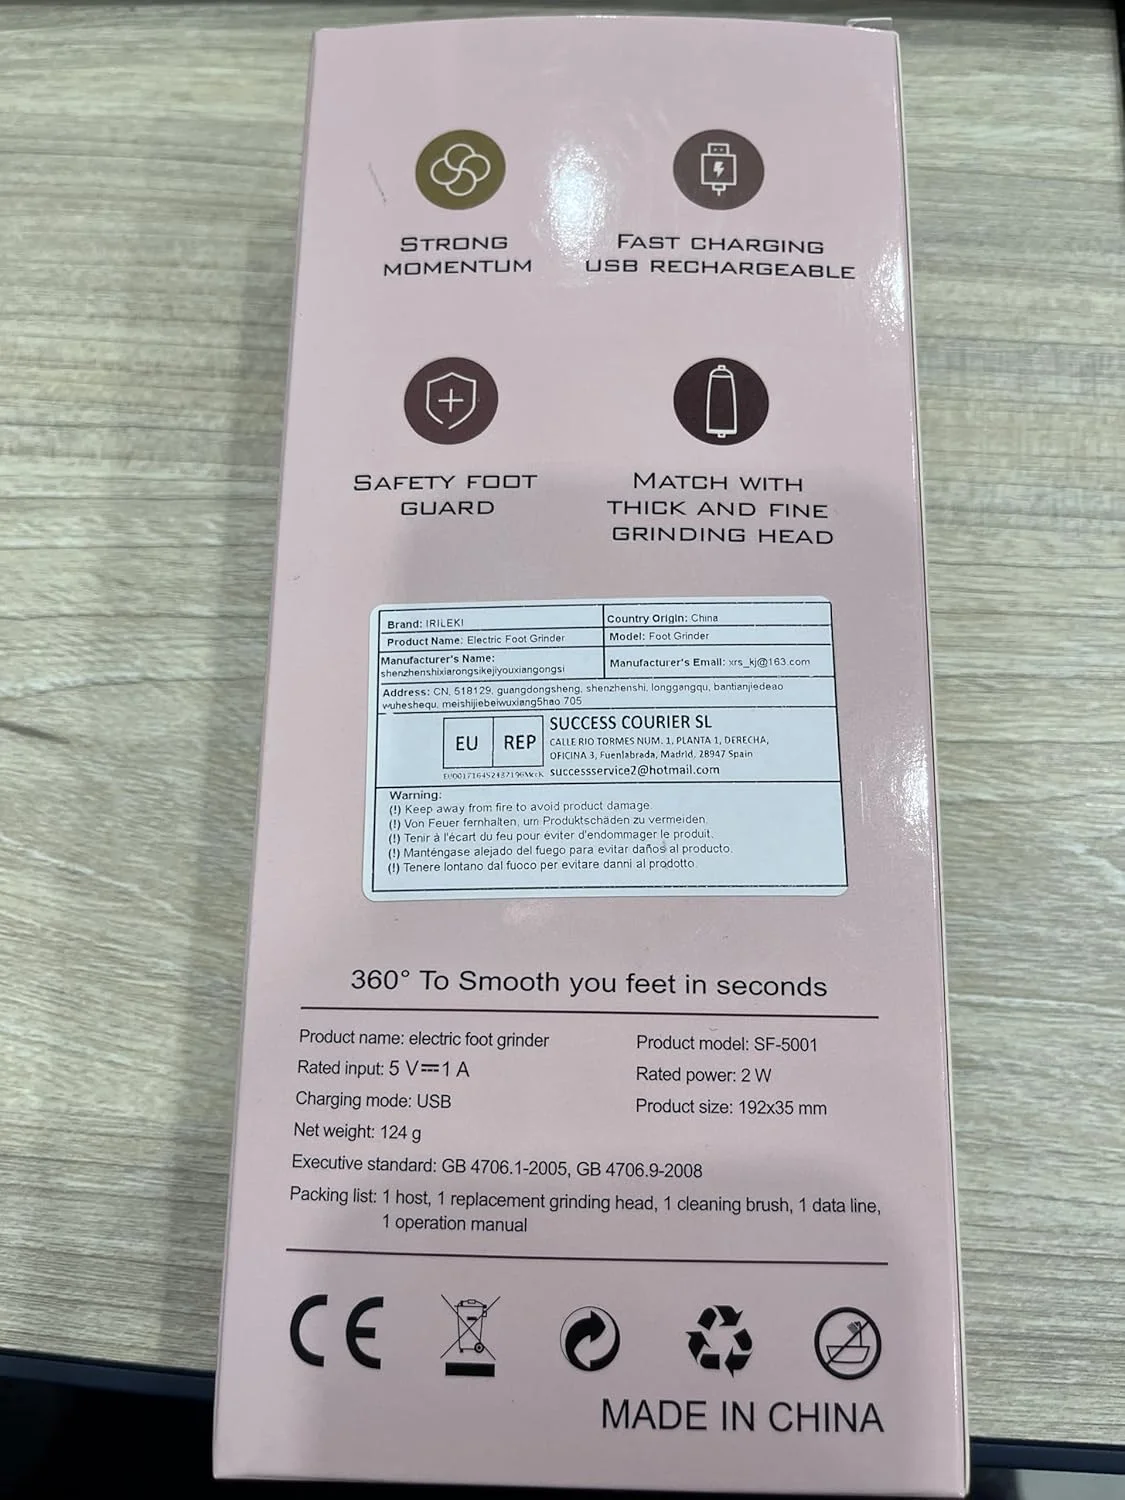 STRONG
MOMENTUM
FAST CHARGING
USB RECHARGEABLE
SAFETY FOOT
GUARD
MATCH WITH
THICK AND FINE
GRINDING HEAD
Brand: IRILEKI
Country Origin: China
Product Name: Electric Foot Grinder
Model: Foot Grinder
Manufacturer's Name:
shenzhenshixiarongsikejiyouxiangongsi
Manufacturer's Email: xrs_kj@163.com
Address: CN, 518129, guangdongsheng, shenzhenshi, longgangqu, bantianjiedeao
wuheshequ, meishijiebeiwuxiang5hao 705
EU REP
SUCCESS COURIER SL
CALLE RIO TORMES NUM. 1, PLANTA 1, DERECHA,
OFICINA 3, Fuenlabrada, Madrid, 28947 Spain
successservice2@hotmail.com
Warning:
(!) Keep away from fire to avoid product damage.
(!) Von Feuer fernhalten, um Produktschäden zu vermeiden.
(!) Tenir à l'écart du feu pour éviter d'endommager le produit.
(!) Manténgase alejado del fuego para evitar daños al producto.
(!) Tenere lontano dal fuoco per evitare danni al prodotto.
360° To Smooth you feet in seconds
Product name: electric foot grinder
Product model: SF-5001
Rated input: 5 V⎓1 A
Rated power: 2 W
Charging mode: USB
Product size: 192x35 mm
Net weight: 124 g
Executive standard: GB 4706.1-2005, GB 4706.9-2008
Packing list: 1 host, 1 replacement grinding head, 1 cleaning brush, 1 data line,
1 operation manual
CE
MADE IN CHINA